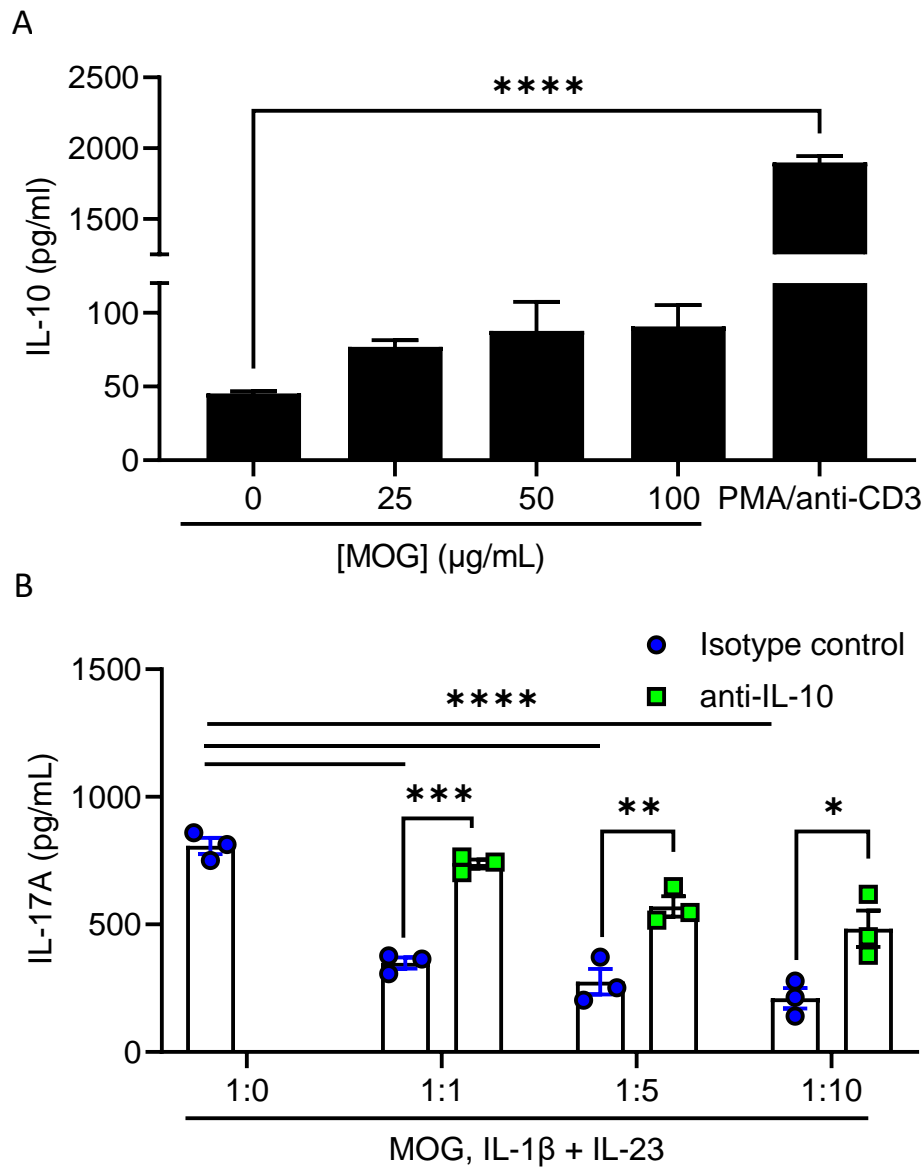 A
2500
****
2000
1500
100
50
0
IL-10 (pg/ml)
0 25 50 100 PMA/anti-CD3
[MOG] (µg/mL)
B
Isotype control
anti-IL-10
1500
****
1000
***
**
*
500
0
IL-17A (pg/mL)
1:0 1:1 1:5 1:10
MOG, IL-1β + IL-23